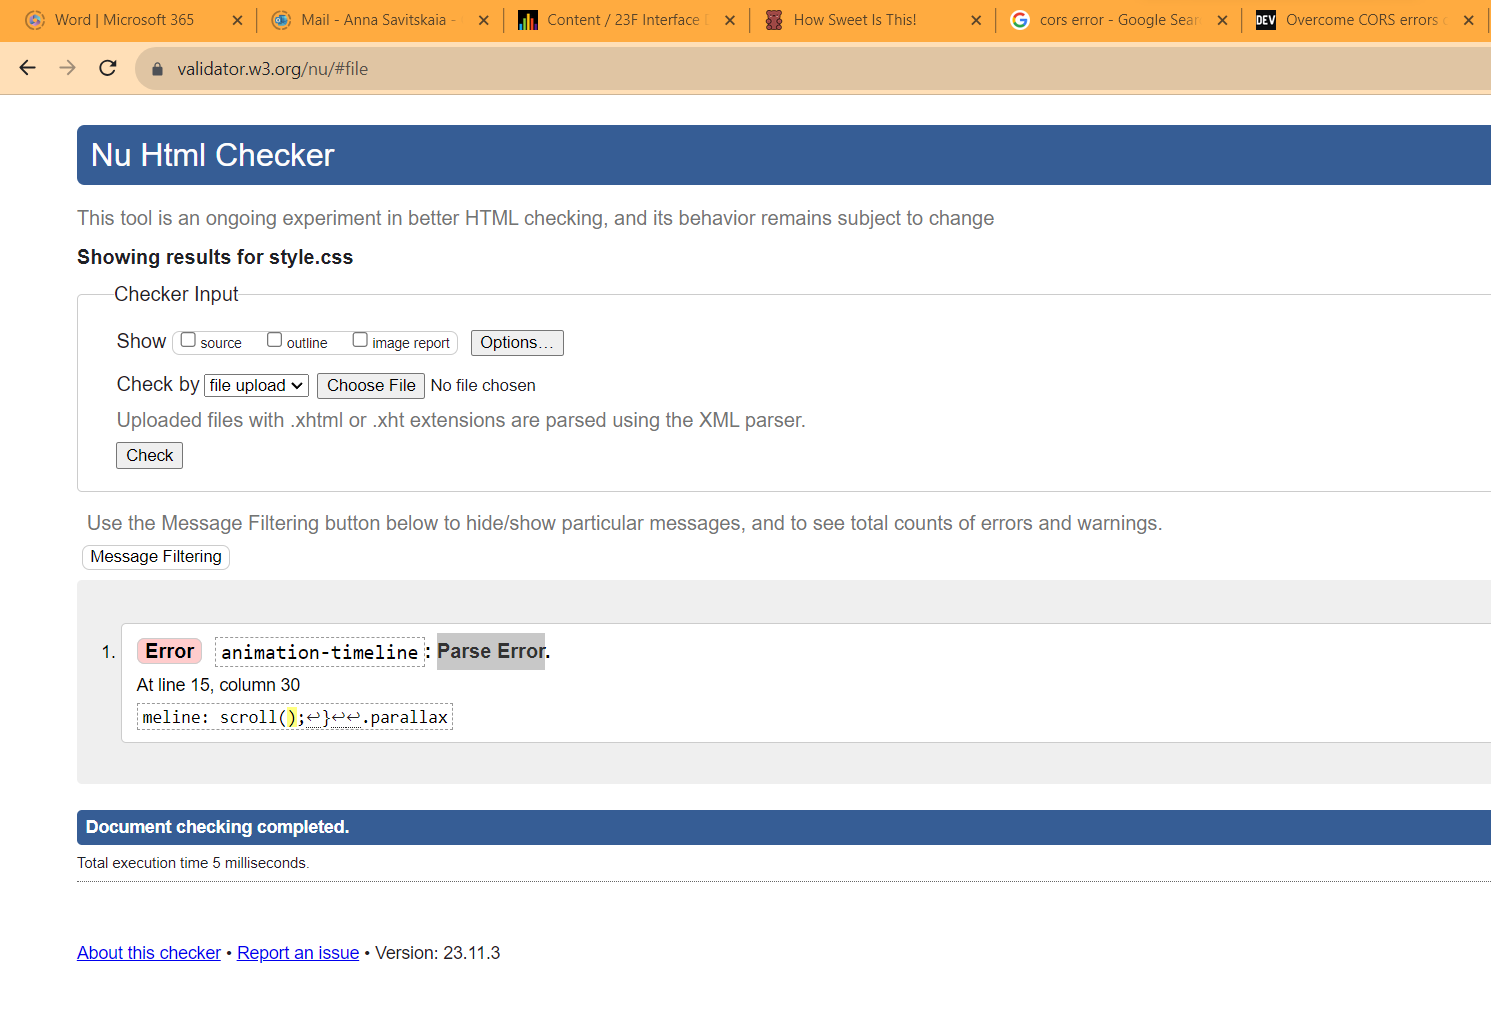 Word | Microsoft 365
Mail - Anna Savitskaia -
Content / 23F Interface
How Sweet Is This!
cors error - Google Sear
DEV Overcome CORS errors
validator.w3.org/nu/#file
Nu Html Checker
This tool is an ongoing experiment in better HTML checking, and its behavior remains subject to change
Showing results for style.css
Checker Input
Show source outline image report Options...
Check by file upload Choose File No file chosen
Uploaded files with .xhtml or .xht extensions are parsed using the XML parser.
Check
Use the Message Filtering button below to hide/show particular messages, and to see total counts of errors and warnings.
Message Filtering
1. Error animation-timeline: Parse Error.
At line 15, column 30
meline: scroll();↩}↩↩.parallax
Document checking completed.
Total execution time 5 milliseconds.
About this checker • Report an issue • Version: 23.11.3